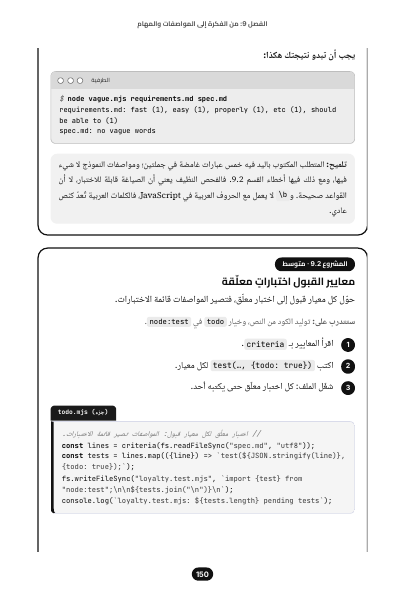 الفصل 9: من الفكرة إلى المواصفات والمهام
يجب أن تبدو نتيجتك هكذا:
الطرفية
$ node vague.mjs requirements.md spec.md
requirements.md: fast (1), easy (1), properly (1), etc (1), should
be able to (1)
spec.md: no vague words
تلميح: المتطلب المكتوب باليد فيه خمس عبارات غامضة في جملتين؛ ومواصفات النموذج لا شيء
فيها، ومع ذلك فيها أخطاء القسم 9.2. فالفحص النظيف يعني أن الصياغة قابلة للاختبار، لا أن
القواعد صحيحة. و \b لا يعمل مع الحروف العربية في JavaScript، فالكلمات العربية تُعدّ كنص
عادي.
المشروع 9.2 · متوسط
معايير القبول اختباراتٍ معلّقة
حوّل كل معيار قبول إلى اختبار معلّق، فتصير المواصفات قائمة الاختبارات.
ستتدرب على: توليد الكود من النص، وخيار todo في node:test.
1 اقرأ المعايير بـ criteria.
2 اكتب test(…, {todo: true}) لكل معيار.
3 شغّل الملف: كل اختبار معلّق حتى يكتبه أحد.
todo.mjs (جزء)
// اختبار معلّق لكل معيار قبول: المواصفات تصير قائمة الاختبارات.
const lines = criteria(fs.readFileSync("spec.md", "utf8"));
const tests = lines.map(({line}) => `test(${JSON.stringify(line)},
{todo: true});`);
fs.writeFileSync("loyalty.test.mjs", `import {test} from
"node:test";\n\n${tests.join("\n")}\n`);
console.log(`loyalty.test.mjs: ${tests.length} pending tests`);
150